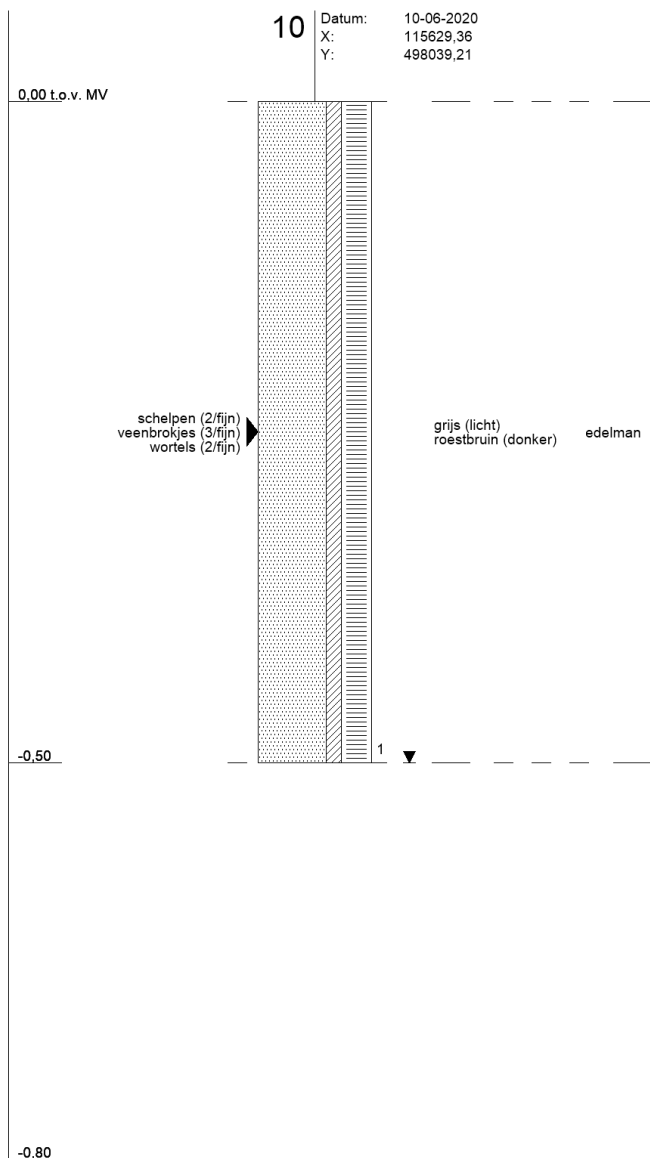 10
Datum: 10-06-2020
X: 115629,36
Y: 498039,21
0,00 t.o.v. MV
schelpen (2/fijn)
veenbrokjes (3/fijn)
wortels (2/fijn)
grijs (licht)
roestbruin (donker)
edelman
1
-0,50
-0,80